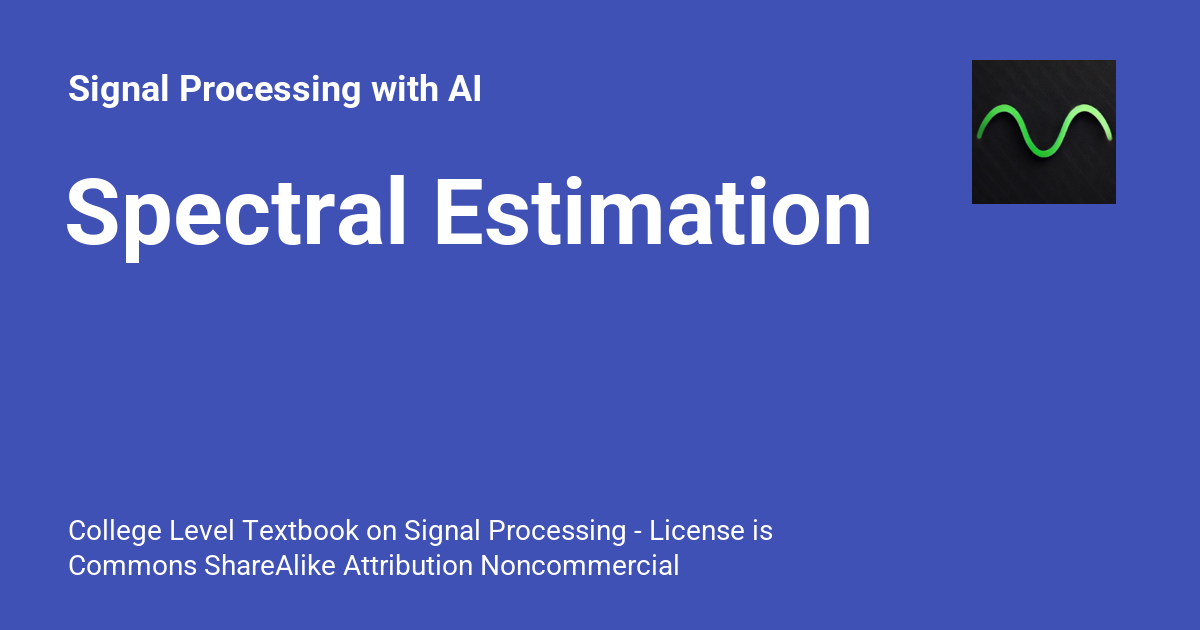 Signal Processing with AI
Spectral Estimation
College Level Textbook on Signal Processing - License is
Commons ShareAlike Attribution Noncommercial